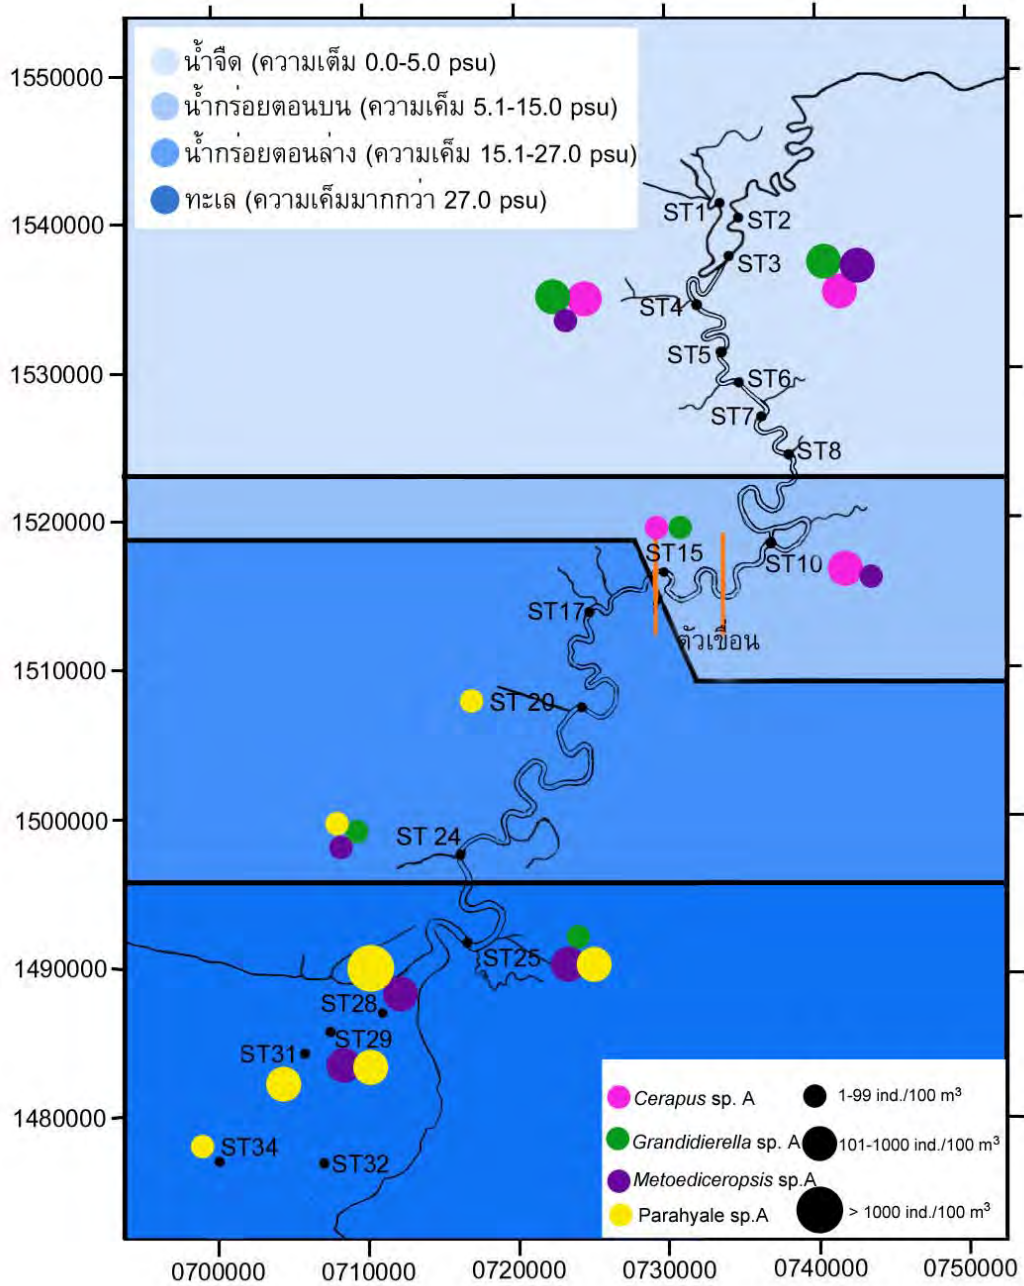 น้ำจืด (ความเต็ม 0.0-5.0 psu)
น้ำกร่อยตอนบน (ความเค็ม 5.1-15.0 psu)
น้ำกร่อยตอนล่าง (ความเค็ม 15.1-27.0 psu)
ทะเล (ความเค็มมากกว่า 27.0 psu)
1550000
1540000
1530000
1520000
1510000
1500000
1490000
1480000
ST1
ST2
ST3
ST4
ST5
ST6
ST7
ST8
ST15
ST10
ตัวเขื่อน
ST17
ST 20
ST 24
ST25
ST28
ST29
ST31
ST34
ST32
Cerapus sp. A
Grandidierella sp. A
Metoediceropsis sp.A
Parahyale sp.A
1-99 ind./100 m³
101-1000 ind./100 m³
> 1000 ind./100 m³
0700000 0710000 0720000 0730000 0740000 0750000